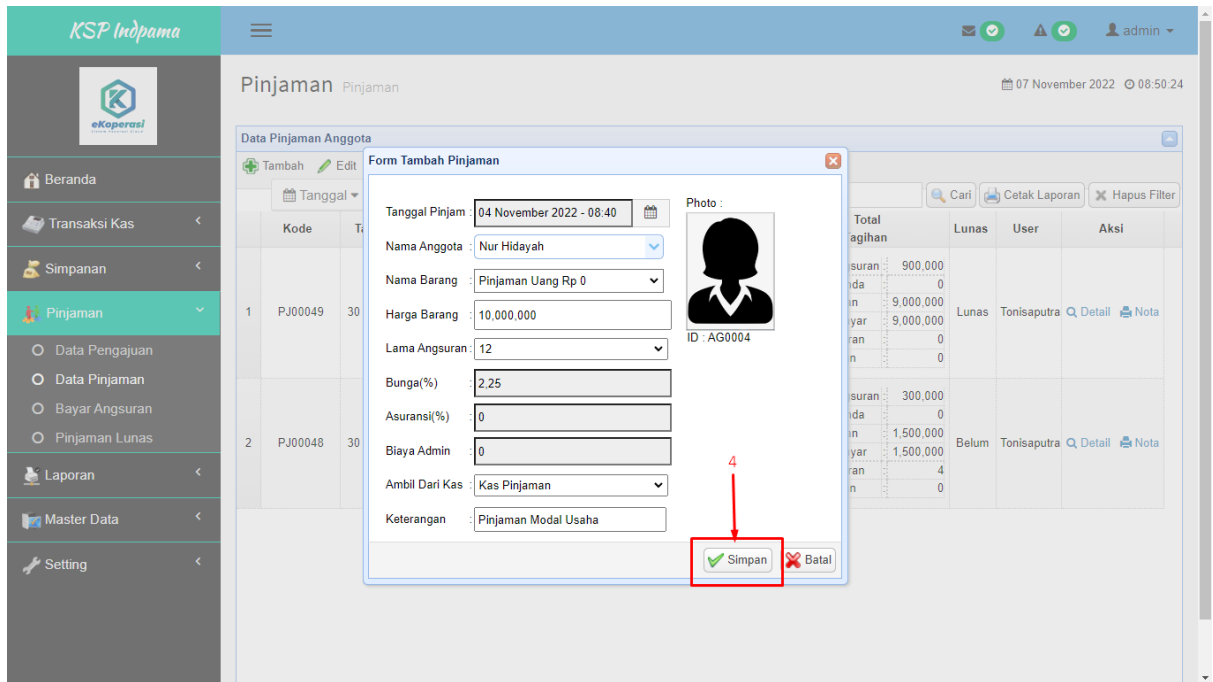 KSP Indpama
admin
eKoperasi
Pinjaman Pinjaman
07 November 2022 08:50:24
Beranda
Transaksi Kas
Simpanan
Pinjaman
Data Pengajuan
Data Pinjaman
Bayar Angsuran
Pinjaman Lunas
Laporan
Master Data
Setting
Data Pinjaman Anggota
Tambah Edit
Tanggal
Cari Cetak Laporan Hapus Filter
Kode Total Lunas User Aksi
1 PJ00049 30
900,000
0
9,000,000
9,000,000
0
0
Lunas Tonisaputra Detail Nota
2 PJ00048 30
300,000
0
1,500,000
1,500,000
4
0
Belum Tonisaputra Detail Nota
Form Tambah Pinjaman
Tanggal Pinjam : 04 November 2022 - 08:40
Nama Anggota : Nur Hidayah
Nama Barang : Pinjaman Uang Rp 0
Harga Barang : 10,000,000
Lama Angsuran : 12
Bunga(%) : 2,25
Asuransi(%) : 0
Biaya Admin : 0
Ambil Dari Kas : Kas Pinjaman
Keterangan : Pinjaman Modal Usaha
Photo :
ID : AG0004
4
Simpan Batal